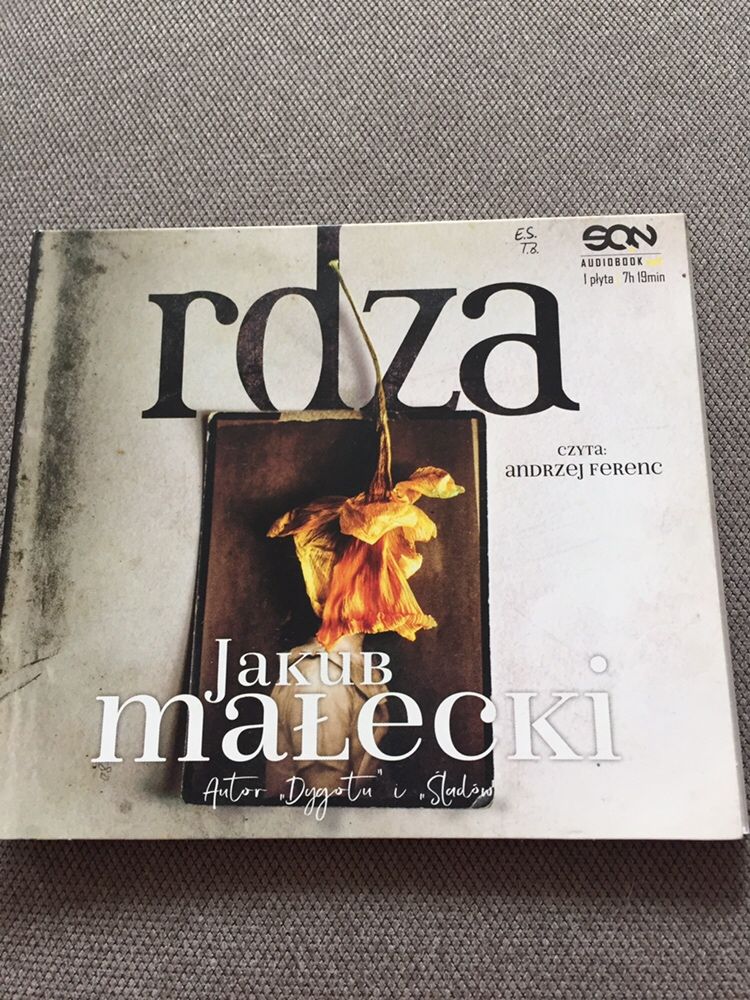 E.S.
T.B.
SQN
AUDIOBOOK
1 płyta 7h 19min
rdza
czyta:
Andrzej Ferenc
Jakub
Małecki
Autor „Dygotu" i „Śladów